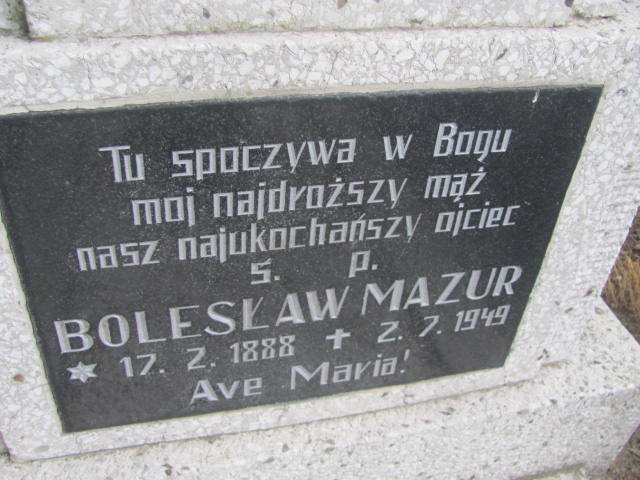 Tu spoczywa w Bogu
moj najdroższy mąż
nasz najukochańszy ojciec
ś. p.
BOLESŁAW MAZUR
* 17. 2. 1888 + 2. 7. 1949
Ave Maria!